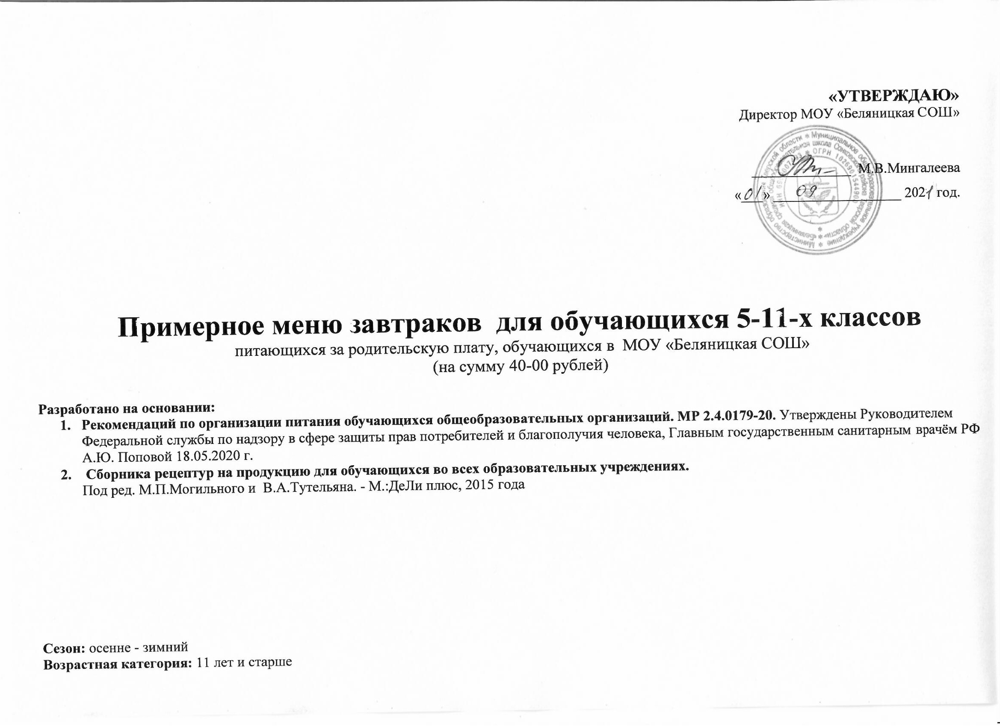 «УТВЕРЖДАЮ»
Директор МОУ «Беляницкая СОШ»
М.В.Мингалеева
«01» 09 2021 год.
Муниципальное общеобразовательное учреждение * Министерство образования Тверской области *
средняя общеобразовательная школа Сонковского района Тверской области» * «Беляницкая
* ОГРН 1026901544900
ИНН
Примерное меню завтраков для обучающихся 5-11-х классов
питающихся за родительскую плату, обучающихся в МОУ «Беляницкая СОШ»
(на сумму 40-00 рублей)
Разработано на основании:
1. Рекомендаций по организации питания обучающихся общеобразовательных организаций. МР 2.4.0179-20. Утверждены Руководителем
Федеральной службы по надзору в сфере защиты прав потребителей и благополучия человека, Главным государственным санитарным врачём РФ
А.Ю. Поповой 18.05.2020 г.
2. Сборника рецептур на продукцию для обучающихся во всех образовательных учреждениях.
Под ред. М.П.Могильного и В.А.Тутельяна. - М.:ДеЛи плюс, 2015 года
Сезон: осенне - зимний
Возрастная категория: 11 лет и старше